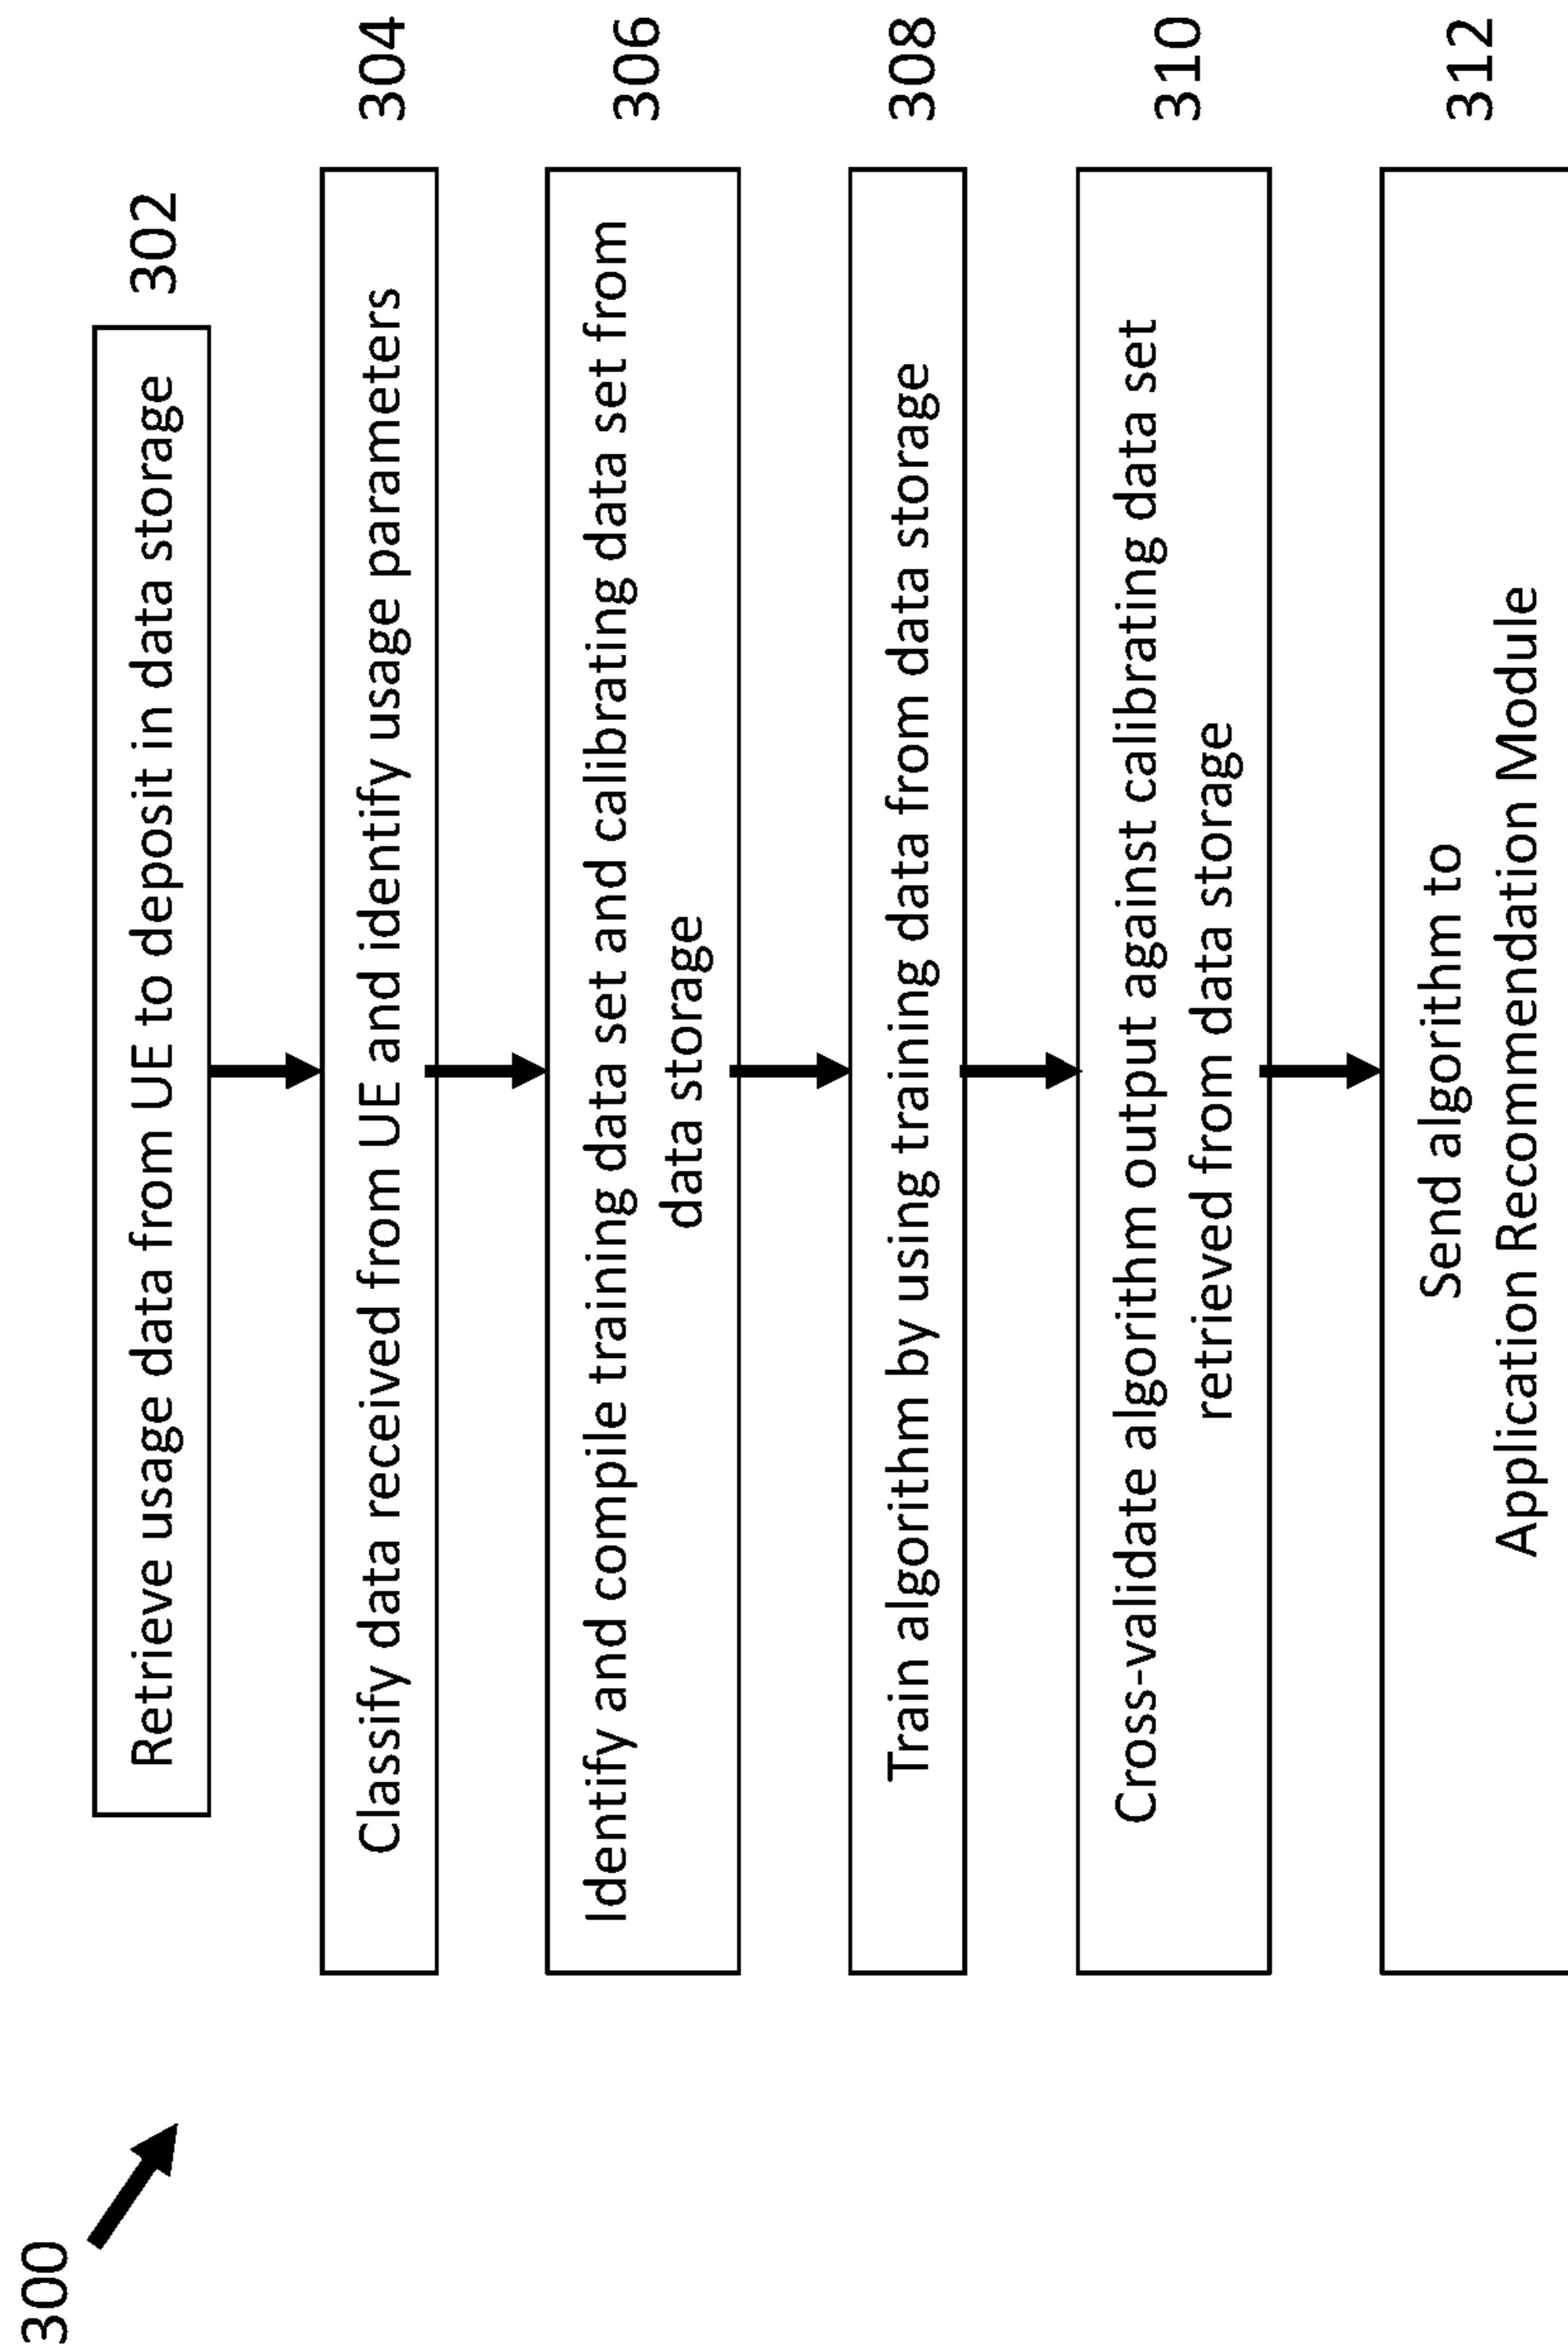 300
Retrieve usage data from UE to deposit in data storage
302
Classify data received from UE and identify usage parameters
304
Identify and compile training data set and calibrating data set from
data storage
306
Train algorithm by using training data from data storage
308
Cross-validate algorithm output against calibrating data set
retrieved from data storage
310
Send algorithm to
Application Recommendation Module
312